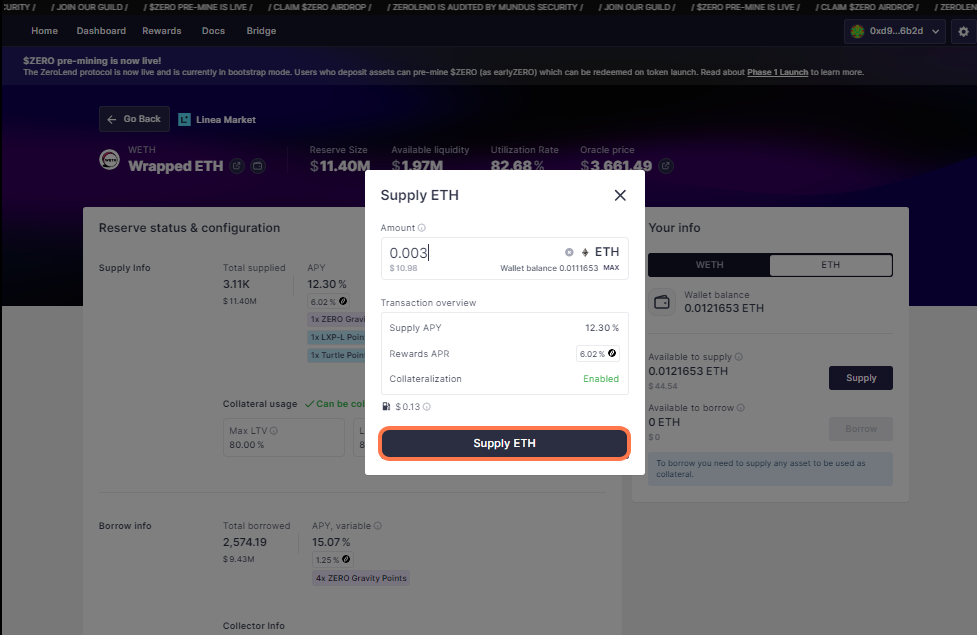 CURITY /   / JOIN OUR GUILD /   / $ZERO PRE-MINE IS LIVE /   / CLAIM $ZERO AIRDROP /   / ZEROLEND IS AUDITED BY MUNDUS SECURITY /   / JOIN OUR GUILD /   / $ZERO PRE-MINE IS LIVE /   / CLAIM $ZERO AIRDROP /   / ZEROLEN
Home Dashboard Rewards Docs Bridge 0xd9...6b2d
$ZERO pre-mining is now live!
The ZeroLend protocol is now live and is currently in bootstrap mode. Users who deposit assets can pre-mine $ZERO (as earlyZERO) which can be redeemed on token launch. Read about Phase 1 Launch to learn more.
Go Back Linea Market
WETH
Wrapped ETH
Reserve Size
$11.40M
Available liquidity
$1.97M
Utilization Rate
82.68 %
Oracle price
$3,661.49
Reserve status & configuration
Supply Info
Total supplied
3.11K
$ 11.40M
APY
12.30 %
6.02 %
1x ZERO Gravi
1x LXP-L Poin
1x Turtle Poin
Collateral usage Can be col
Max LTV
80.00 %
L
8
Borrow info
Total borrowed
2,574.19
$ 9.43M
APY, variable
15.07 %
1.25 %
4x ZERO Gravity Points
Collector Info
Supply ETH
Amount
0.003 ETH
$ 10.98 Wallet balance 0.0111653 MAX
Transaction overview
Supply APY 12.30 %
Rewards APR 6.02 %
Collateralization Enabled
$ 0.13
Supply ETH
Your info
WETH ETH
Wallet balance
0.0121653 ETH
Available to supply
0.0121653 ETH
$ 44.54
Supply
Available to borrow
0 ETH
$ 0
Borrow
To borrow you need to supply any asset to be used as
collateral.